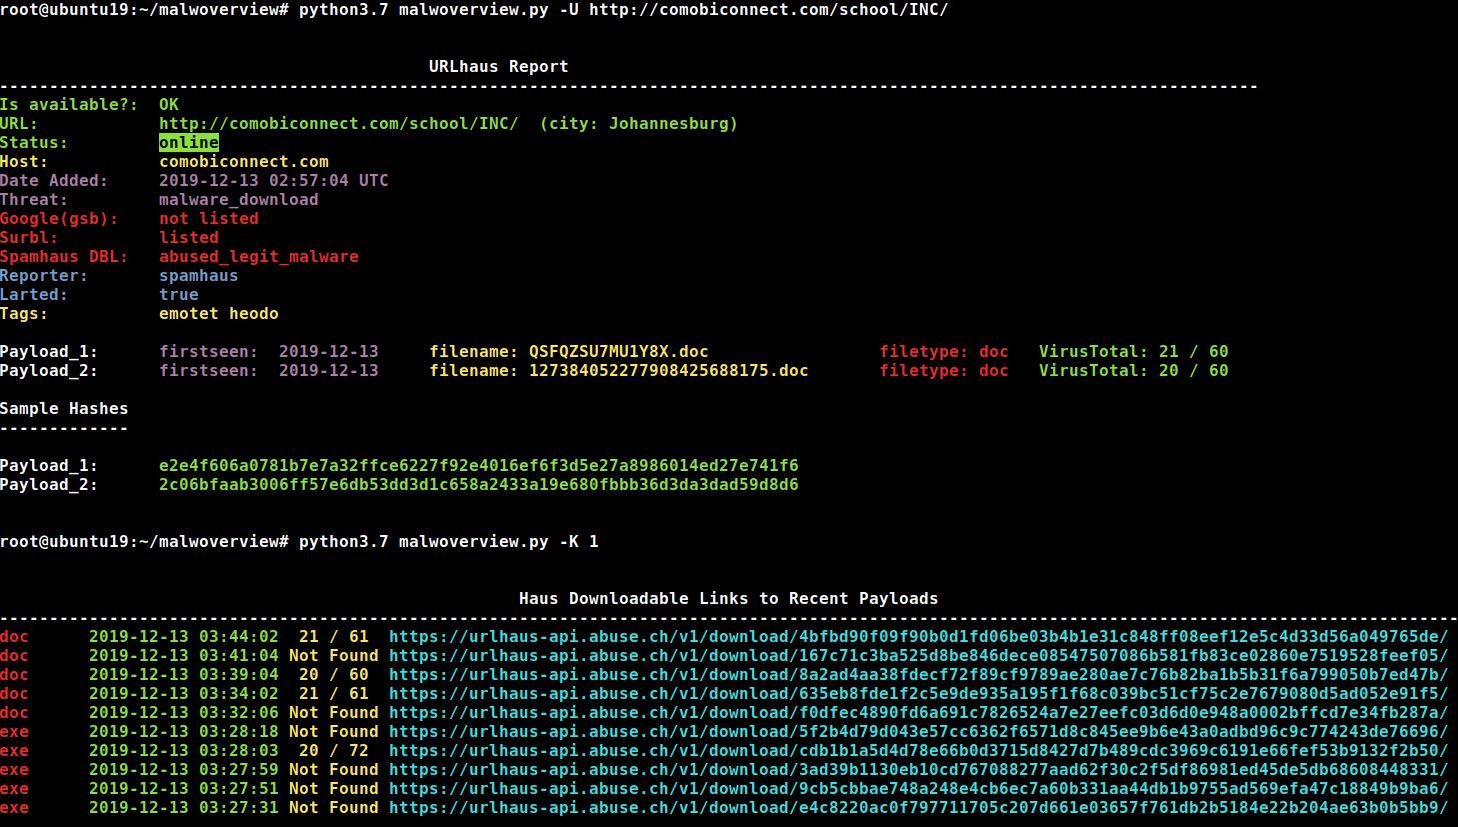 root@ubuntu19:~/malwoverview# python3.7 malwoverview.py -U http://comobiconnect.com/school/INC/
URLhaus Report
------------------------------------------------------------------------------------------------------------------------------
Is available?:  OK
URL:            http://comobiconnect.com/school/INC/  (city: Johannesburg)
Status:         online
Host:           comobiconnect.com
Date Added:     2019-12-13 02:57:04 UTC
Threat:         malware_download
Google(gsb):    not listed
Surbl:          listed
Spamhaus DBL:   abused_legit_malware
Reporter:       spamhaus
Larted:         true
Tags:           emotet heodo
Payload_1:      firstseen:  2019-12-13     filename: QSFQZSU7MU1Y8X.doc                 filetype: doc   VirusTotal: 21 / 60
Payload_2:      firstseen:  2019-12-13     filename: 1273840522779084256​88175.doc       filetype: doc   VirusTotal: 20 / 60
Sample Hashes
-------------
Payload_1:      e2e4f606a0781b7e7a32ffce6227f92e4016ef6f3d5e27a8986014ed27e741f6
Payload_2:      2c06bfaab3006ff57e6db53dd3d1c658a2433a19e680fbbb36d3da3dad59d8d6
root@ubuntu19:~/malwoverview# python3.7 malwoverview.py -K 1
Haus Downloadable Links to Recent Payloads
--------------------------------------------------------------------------------------------------------------------------------------------------
doc      2019-12-13 03:44:02  21 / 61  https://urlhaus-api.abuse.ch/v1/download/4bfbd90f09f90b0d1fd06be03b4b1e31c848ff08eef12e5c4d33d56a049765de/
doc      2019-12-13 03:41:04 Not Found https://urlhaus-api.abuse.ch/v1/download/167c71c3ba525d8be846dece08547507086b581fb83ce02860e7519528feef05/
doc      2019-12-13 03:39:04  20 / 60  https://urlhaus-api.abuse.ch/v1/download/8a2ad4aa38fdecf72f89cf9789ae280ae7c76b82ba1b5b31f6a799050b7ed47b/
doc      2019-12-13 03:34:02  21 / 61  https://urlhaus-api.abuse.ch/v1/download/635eb8fde1f2c5e9de935a195f1f68c039bc51cf75c2e7679080d5ad052e91f5/
doc      2019-12-13 03:32:06 Not Found https://urlhaus-api.abuse.ch/v1/download/f0dfec4890fd6a691c7826524a7e27eefc03d6d0e948a0002bffcd7e34fb287a/
exe      2019-12-13 03:28:18 Not Found https://urlhaus-api.abuse.ch/v1/download/5f2b4d79d043e57cc6362f6571d8c845ee9b6e43a0adbd96c9c774243de76696/
exe      2019-12-13 03:28:03  20 / 72  https://urlhaus-api.abuse.ch/v1/download/cdb1b1a5d4d78e66b0d3715d8427d7b489cdc3969c6191e66fef53b9132f2b50/
exe      2019-12-13 03:27:59 Not Found https://urlhaus-api.abuse.ch/v1/download/3ad39b1130eb10cd767088277aad62f30c2f5df86981ed45de5db68608448331/
exe      2019-12-13 03:27:51 Not Found https://urlhaus-api.abuse.ch/v1/download/9cb5cbbae748a248e4cb6ec7a60b331aa44db1b9755ad569efa47c18849b9ba6/
exe      2019-12-13 03:27:31 Not Found https://urlhaus-api.abuse.ch/v1/download/e4c8220ac0f797711705c207d661e03657f761db2b5184e22b204ae63b0b5bb9/